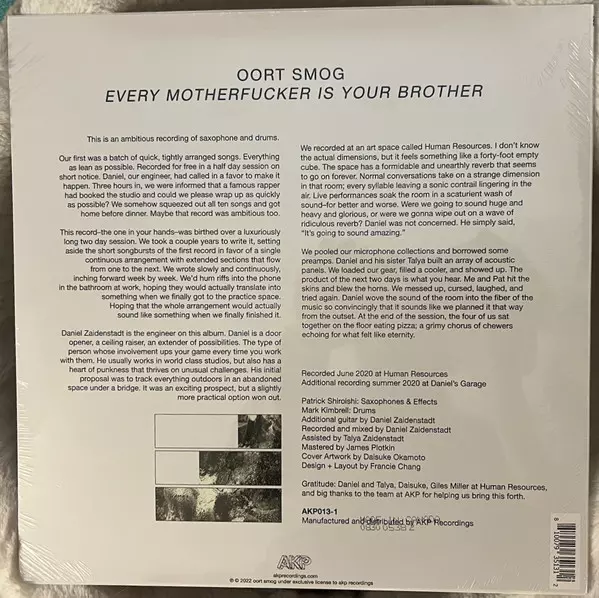 OORT SMOG
EVERY MOTHERFUCKER IS YOUR BROTHER
This is an ambitious recording of saxophone and drums.
Our first was a batch of quick, tightly arranged songs. Everything
as lean as possible. Recorded for free in a half day session on
short notice. Daniel, our engineer, had called in a favor to make it
happen. Three hours in, we were informed that a famous rapper
had booked the studio and could we please wrap up as quickly
as possible? We somehow squeezed out all ten songs and got
home before dinner. Maybe that record was ambitious too.
This record–the one in your hands–was birthed over a luxuriously
long two day session. We took a couple years to write it, setting
aside the short songbursts of the first record in favor of a single
continuous arrangement with extended sections that flow
from one to the next. We wrote slowly and continuously,
inching forward week by week. We'd hum riffs into the phone
in the bathroom at work, hoping they would actually translate into
something when we finally got to the practice space.
Hoping that the whole arrangement would actually
sound like something when we finally finished it.
Daniel Zaidenstadt is the engineer on this album. Daniel is a door
opener, a ceiling raiser, an extender of possibilities. The type of
person whose involvement ups your game every time you work
with them. He usually works in world class studios, but also has a
heart of punkness that thrives on unusual challenges. His initial
proposal was to track everything outdoors in an abandoned
space under a bridge. It was an exciting prospect, but a slightly
more practical option won out.
We recorded at an art space called Human Resources. I don't know
the actual dimensions, but it feels something like a forty-foot empty
cube. The space has a formidable and unearthly reverb that seems
to go on forever. Normal conversations take on a strange dimension
in that room; every syllable leaving a sonic contrail lingering in the
air. Live performances soak the room in a scaturient wash of
sound–for better and worse. Were we going to sound huge and
heavy and glorious, or were we gonna wipe out on a wave of
ridiculous reverb? Daniel was not concerned. He simply said,
"It's going to sound amazing."
We pooled our microphone collections and borrowed some
preamps. Daniel and his sister Talya built an array of acoustic
panels. We loaded our gear, filled a cooler, and showed up. The
product of the next two days is what you hear. Me and Pat hit the
skins and blew the horns. We messed up, cursed, laughed, and
tried again. Daniel wove the sound of the room into the fiber of the
music so convincingly that it sounds like we planned it that way
from the outset. At the end of the session, the four of us sat
together on the floor eating pizza; a grimy chorus of chewers
echoing for what felt like eternity.
Recorded June 2020 at Human Resources
Additional recording summer 2020 at Daniel's Garage
Patrick Shiroishi: Saxophones & Effects
Mark Kimbrell: Drums
Additional guitar by Daniel Zaidenstadt
Recorded and mixed by Daniel Zaidenstadt
Assisted by Talya Zaidenstadt
Mastered by James Plotkin
Cover Artwork by Daisuke Okamoto
Design + Layout by Francie Chang
Gratitude: Daniel and Talya, Daisuke, Giles Miller at Human Resources,
and big thanks to the team at AKP for helping us bring this forth.
AKP013-1
Manufactured and distributed by AKP Recordings
AKP
akprecordings.com
℗ © 2022 oort smog under exclusive license to akp recordings
8 10079 35131 2